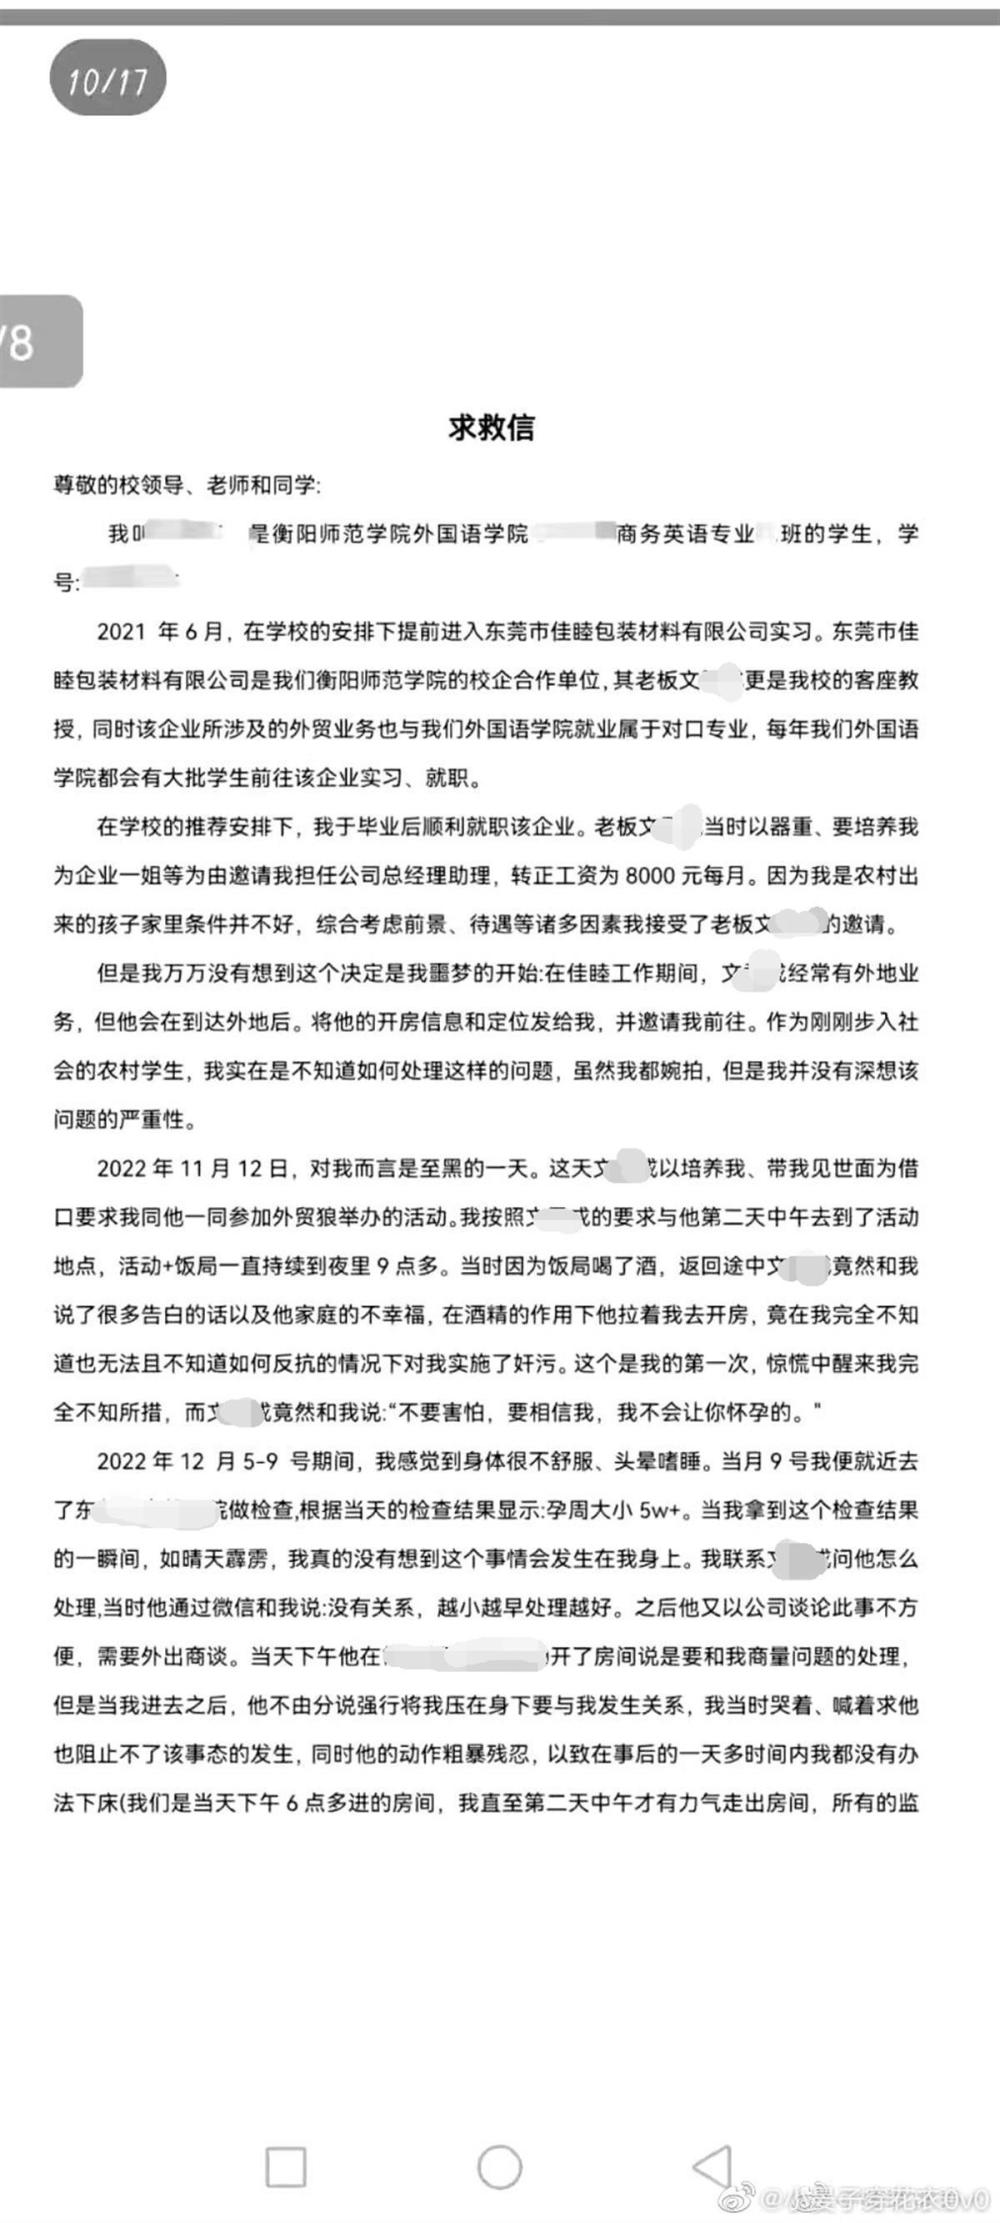 10/17
/8
求救信
尊敬的校领导、老师和同学:
我叫 是衡阳师范学院外国语学院 商务英语专业 班的学生，学
号:
2021 年 6 月，在学校的安排下提前进入东莞市佳睦包装材料有限公司实习。东莞市佳
睦包装材料有限公司是我们衡阳师范学院的校企合作单位,其老板文 更是我校的客座教
授，同时该企业所涉及的外贸业务也与我们外国语学院就业属于对口专业，每年我们外国语
学院都会有大批学生前往该企业实习、就职。
在学校的推荐安排下，我于毕业后顺利就职该企业。老板文 当时以器重、要培养我
为企业一姐等为由邀请我担任公司总经理助理，转正工资为 8000 元每月。因为我是农村出
来的孩子家里条件并不好，综合考虑前景、待遇等诸多因素我接受了老板文 的邀请。
但是我万万没有想到这个决定是我噩梦的开始:在佳睦工作期间，文 经常有外地业
务，但他会在到达外地后。将他的开房信息和定位发给我，并邀请我前往。作为刚刚步入社
会的农村学生，我实在是不知道如何处理这样的问题，虽然我都婉拍，但是我并没有深想该
问题的严重性。
2022 年 11 月 12 日，对我而言是至黑的一天。这天文 以培养我、带我见世面为借
口要求我同他一同参加外贸狼举办的活动。我按照文 的要求与他第二天中午去到了活动
地点，活动+饭局一直持续到夜里 9 点多。当时因为饭局喝了酒，返回途中文 竟然和我
说了很多告白的话以及他家庭的不幸福，在酒精的作用下他拉着我去开房，竟在我完全不知
道也无法且不知道如何反抗的情况下对我实施了奸污。这个是我的第一次，惊慌中醒来我完
全不知所措，而文 竟然和我说:“不要害怕，要相信我，我不会让你怀孕的。"
2022 年 12 月 5-9 号期间，我感觉到身体很不舒服、头晕嗜睡。当月 9 号我便就近去
了东 院做检查,根据当天的检查结果显示:孕周大小 5w+。当我拿到这个检查结果
的一瞬间，如晴天霹雳，我真的没有想到这个事情会发生在我身上。我联系文 问他怎么
处理,当时他通过微信和我说:没有关系，越小越早处理越好。之后他又以公司谈论此事不方
便，需要外出商谈。当天下午他在 开了房间说是要和我商量问题的处理，
但是当我进去之后，他不由分说强行将我压在身下要与我发生关系，我当时哭着、喊着求他
也阻止不了该事态的发生，同时他的动作粗暴残忍，以致在事后的一天多时间内我都没有办
法下床(我们是当天下午 6 点多进的房间，我直至第二天中午才有力气走出房间，所有的监